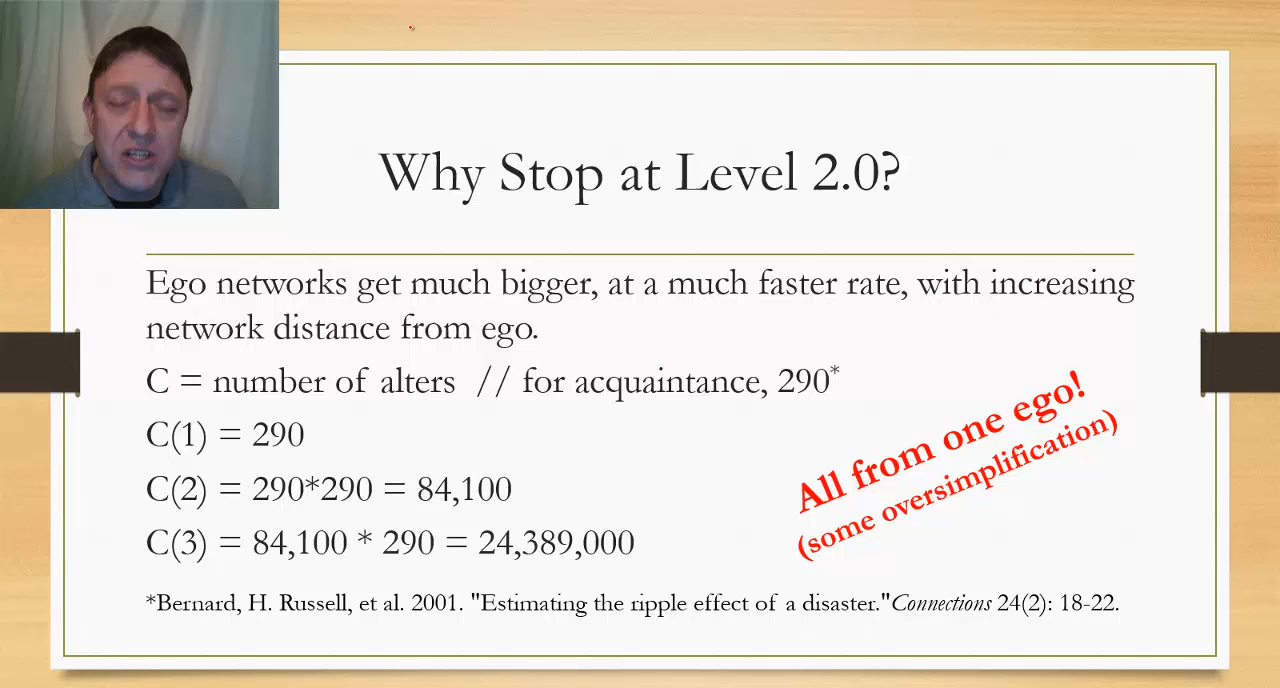 Why Stop at Level 2.0?
Ego networks get much bigger, at a much faster rate, with increasing
network distance from ego.
C = number of alters // for acquaintance, 290*
C(1) = 290
C(2) = 290*290 = 84,100
C(3) = 84,100 * 290 = 24,389,000
All from one ego!
(some oversimplification)
*Bernard, H. Russell, et al. 2001. "Estimating the ripple effect of a disaster."Connections 24(2): 18-22.